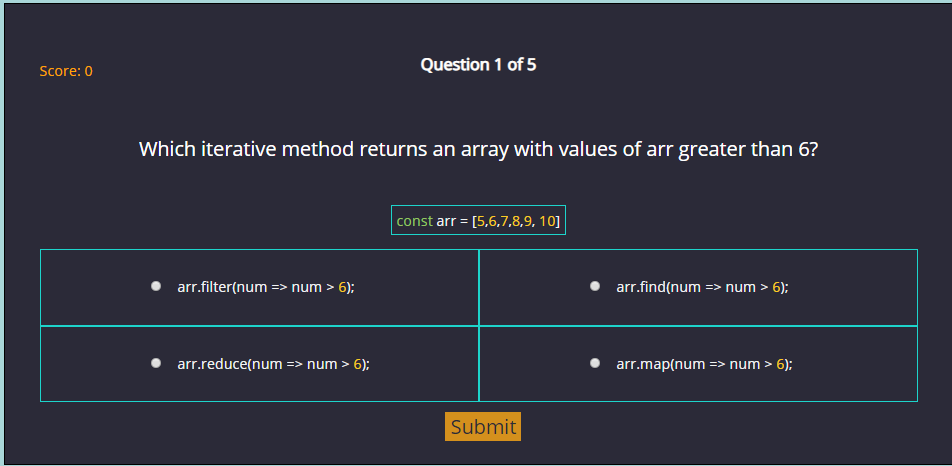 Score: 0
Question 1 of 5
Which iterative method returns an array with values of arr greater than 6?
const arr = [5,6,7,8,9, 10]
arr.filter(num => num > 6);
arr.find(num => num > 6);
arr.reduce(num => num > 6);
arr.map(num => num > 6);
Submit